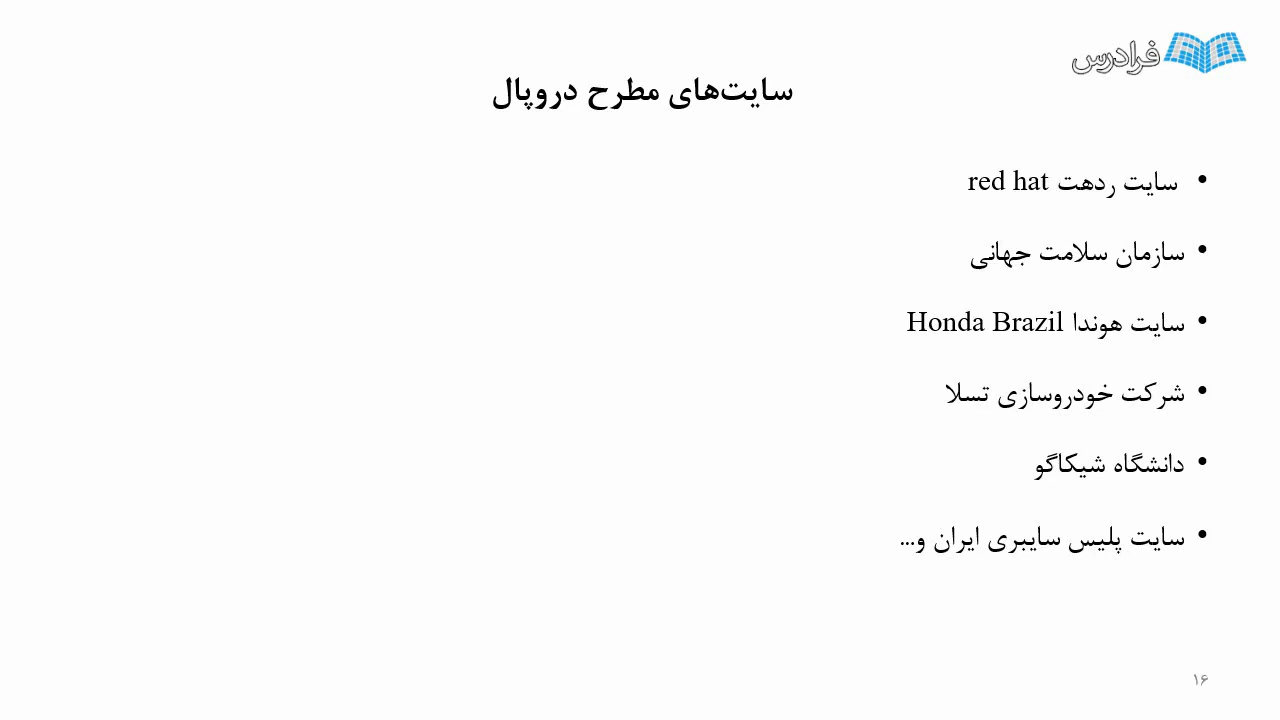 فرادرس
سایت‌های مطرح دروپال
• سایت ردهت red hat
• سازمان سلامت جهانی
• سایت هوندا Honda Brazil
• شرکت خودروسازی تسلا
• دانشگاه شیکاگو
• سایت پلیس سایبری ایران و...
۱۶